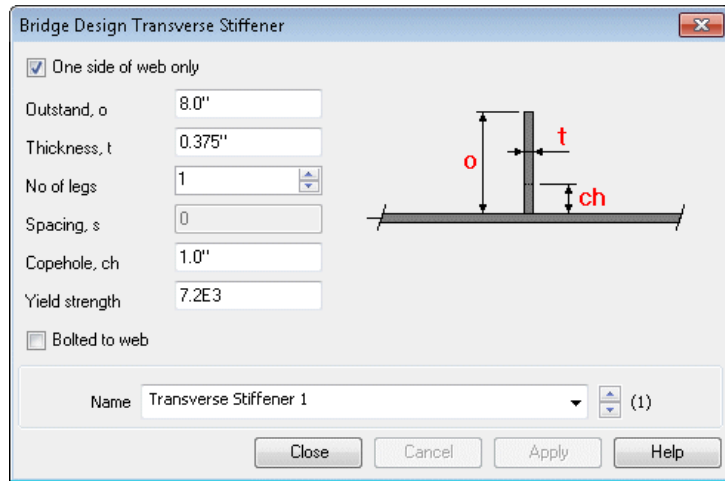 Bridge Design Transverse Stiffener
One side of web only
Outstand, o 8.0"
Thickness, t 0.375"
No of legs 1
Spacing, s 0
Copehole, ch 1.0"
Yield strength 7.2E3
Bolted to web
o
t
ch
Name Transverse Stiffener 1 (1)
Close Cancel Apply Help